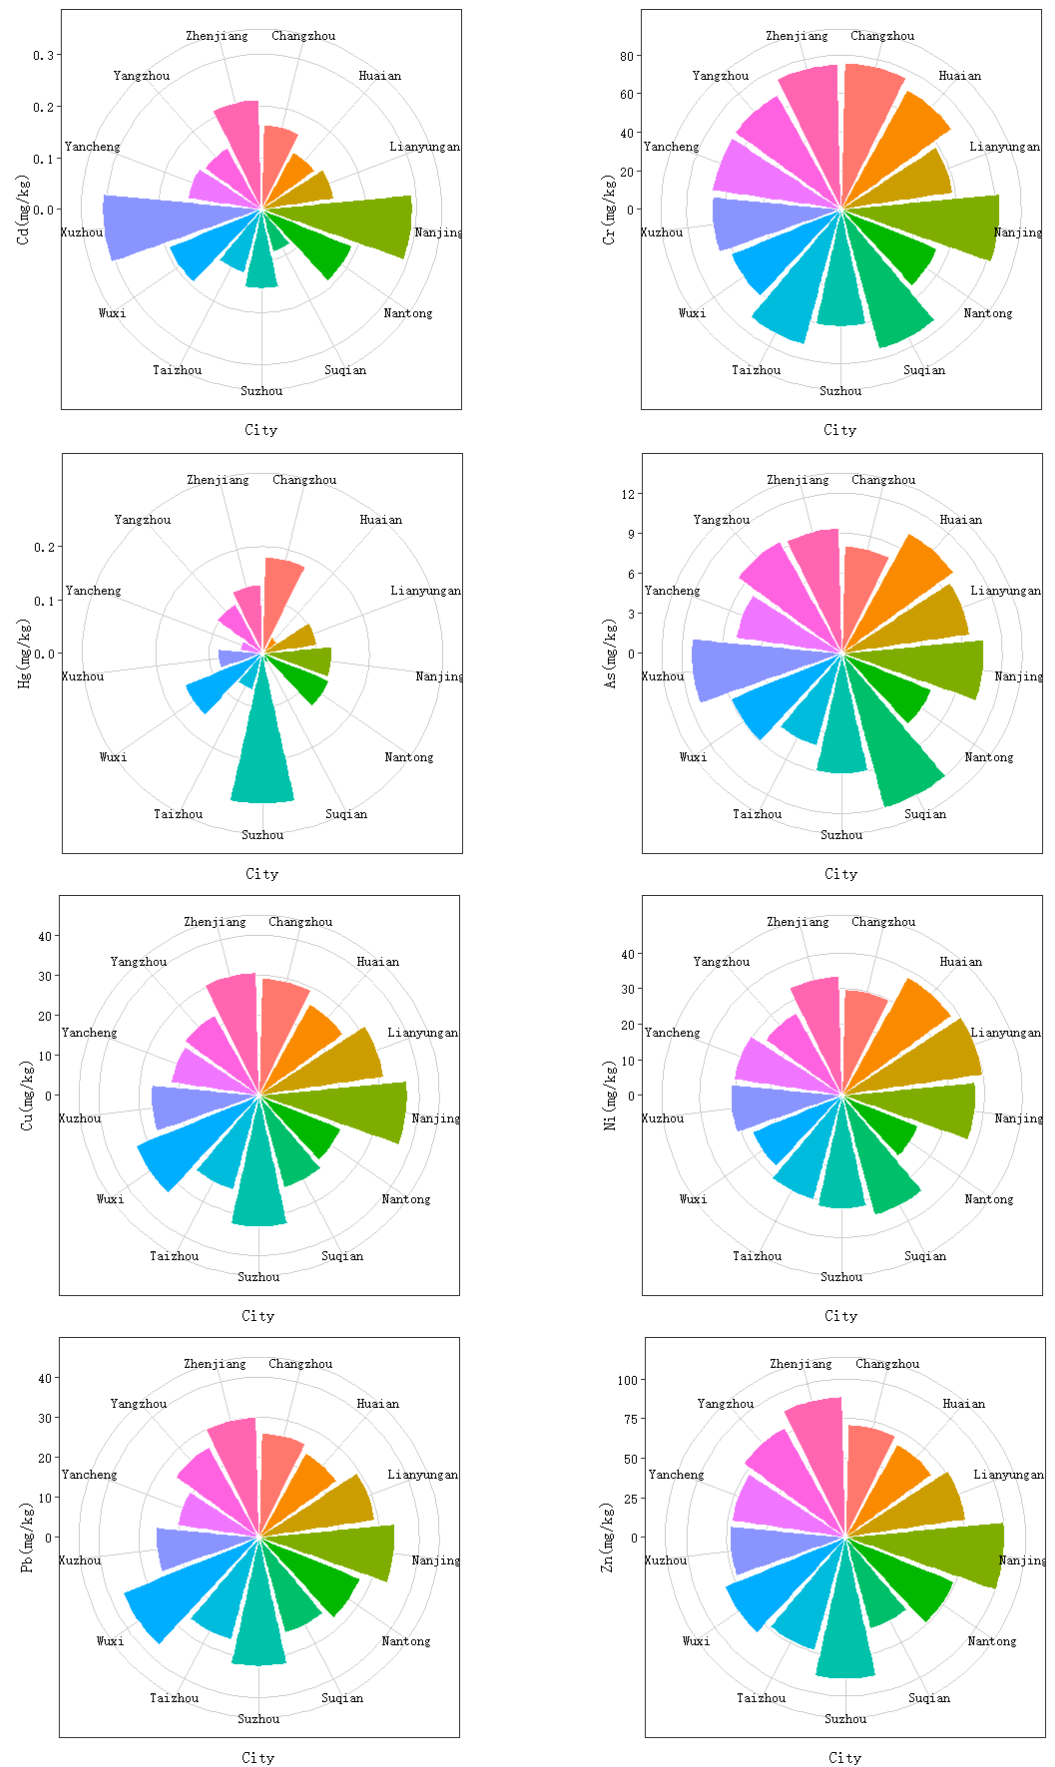 Zhenjiang Changzhou
0.3
Yangzhou Huaian
0.2
Yancheng 0.1 Lianyungan
0.0
Cd(mg/kg)
Xuzhou Nanjing
Wuxi Nantong
Taizhou Suqian
Suzhou
City
Zhenjiang Changzhou
80
Yangzhou Huaian
60
40
Yancheng Lianyungan
20
0
Cr(mg/kg)
Xuzhou Nanjing
Wuxi Nantong
Taizhou Suqian
Suzhou
City
Zhenjiang Changzhou
Yangzhou Huaian
0.2
Yancheng 0.1 Lianyungan
0.0
Hg(mg/kg)
Xuzhou Nanjing
Wuxi Nantong
Taizhou Suqian
Suzhou
City
Zhenjiang Changzhou
12
Yangzhou Huaian
9
6
Yancheng Lianyungan
3
0
As(mg/kg)
Xuzhou Nanjing
Wuxi Nantong
Taizhou Suqian
Suzhou
City
Zhenjiang Changzhou
40
Yangzhou Huaian
30
20
Yancheng Lianyungan
10
0
Cu(mg/kg)
Xuzhou Nanjing
Wuxi Nantong
Taizhou Suqian
Suzhou
City
Zhenjiang Changzhou
40
Yangzhou Huaian
30
20
Yancheng Lianyungan
10
0
Ni(mg/kg)
Xuzhou Nanjing
Wuxi Nantong
Taizhou Suqian
Suzhou
City
Zhenjiang Changzhou
40
Yangzhou Huaian
30
20
Yancheng Lianyungan
10
0
Pb(mg/kg)
Xuzhou Nanjing
Wuxi Nantong
Taizhou Suqian
Suzhou
City
Zhenjiang Changzhou
100
Yangzhou Huaian
75
50
Yancheng Lianyungan
25
0
Zn(mg/kg)
Xuzhou Nanjing
Wuxi Nantong
Taizhou Suqian
Suzhou
City